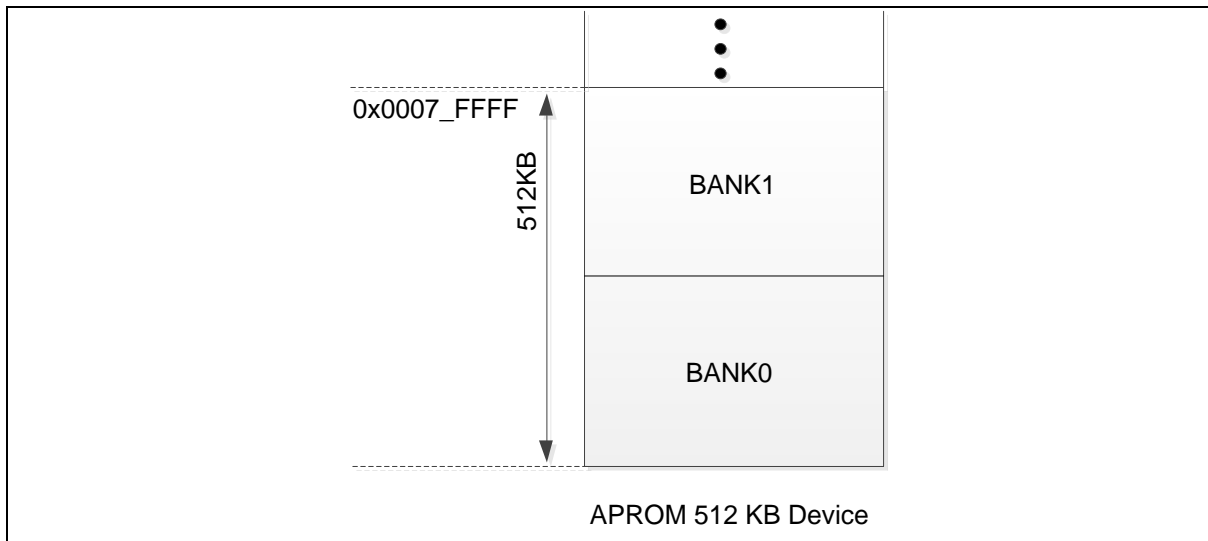 0x0007_FFFF
512KB
BANK1
BANK0
APROM 512 KB Device